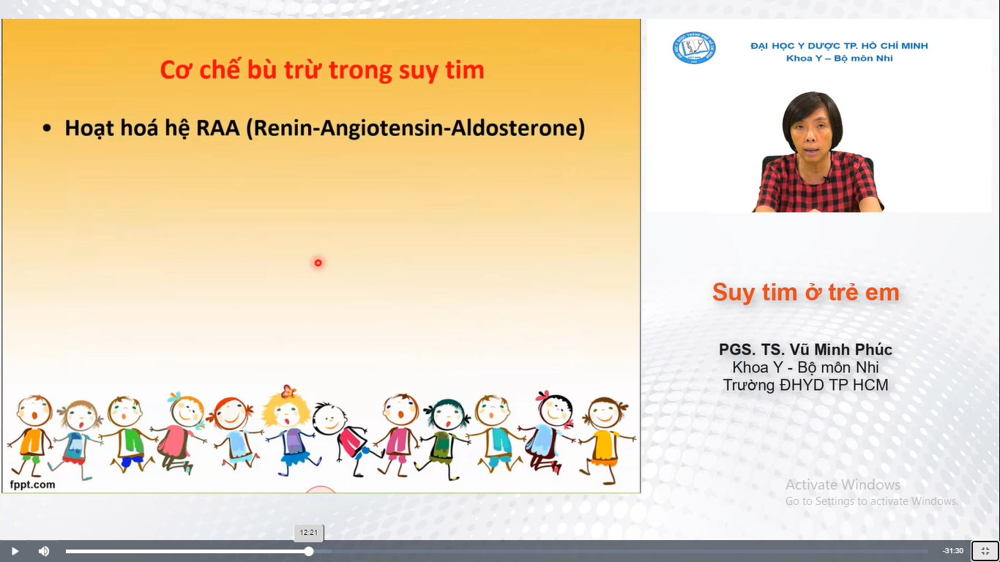 Cơ chế bù trừ trong suy tim
• Hoạt hoá hệ RAA (Renin-Angiotensin-Aldosterone)
fppt.com
ĐẠI HỌC Y DƯỢC TP. HỒ CHÍ MINH
Khoa Y – Bộ môn Nhi
Suy tim ở trẻ em
PGS. TS. Vũ Minh Phúc
Khoa Y - Bộ môn Nhi
Trường ĐHYD TP HCM
Activate Windows
Go to Settings to activate Windows.
12:21
-31:30